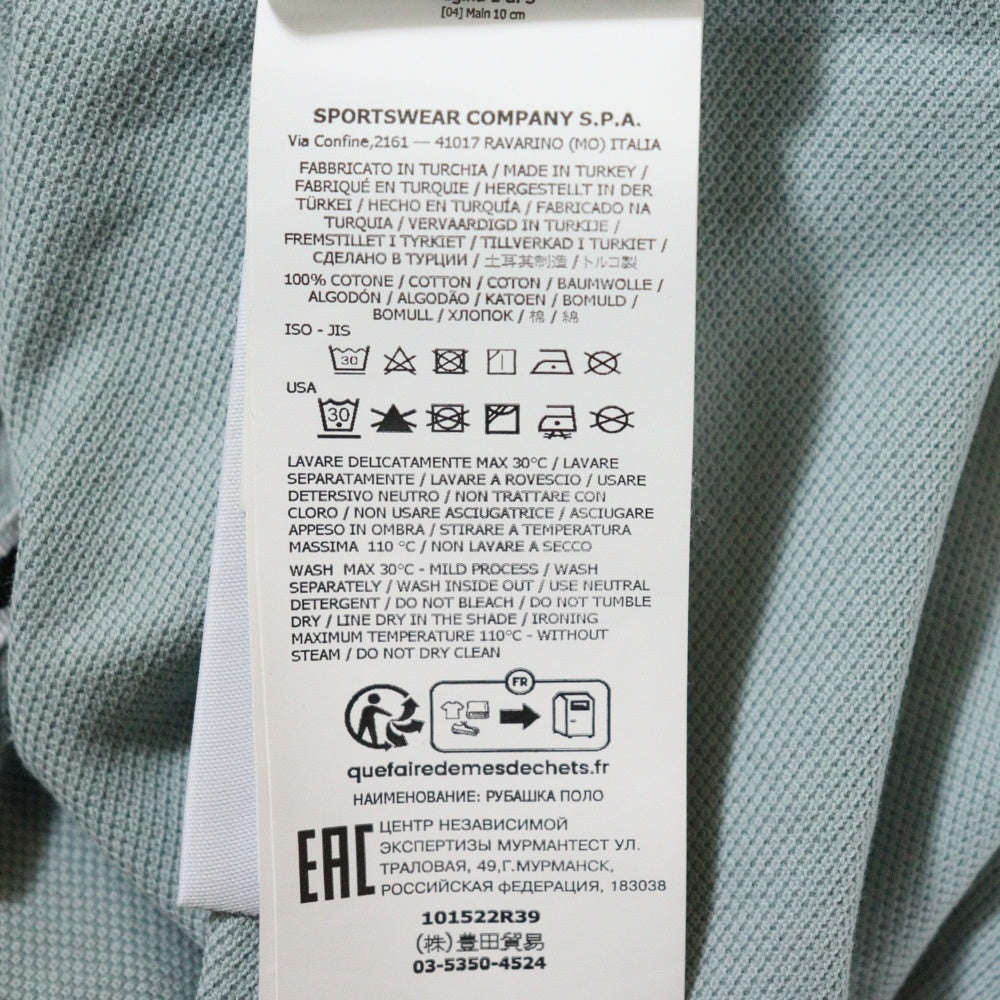 [04] Main 10 cm
SPORTSWEAR COMPANY S.P.A.
Via Confine,2161 — 41017 RAVARINO (MO) ITALIA
FABBRICATO IN TURCHIA / MADE IN TURKEY /
FABRIQUÉ EN TURQUIE / HERGESTELLT IN DER
TÜRKEI / HECHO EN TURQUÍA / FABRICADO NA
TURQUIA / VERVAARDIGD IN TURKIJE /
FREMSTILLET I TYRKIET / TILLVERKAD I TURKIET /
СДЕЛАНО В ТУРЦИИ / 土耳其制造 / トルコ製
100% COTONE / COTTON / COTON / BAUMWOLLE /
ALGODÓN / ALGODÃO / KATOEN / BOMULD /
BOMULL / ХЛОПОК / 棉 / 綿
ISO - JIS
30
USA
30
LAVARE DELICATAMENTE MAX 30°C / LAVARE
SEPARATAMENTE / LAVARE A ROVESCIO / USARE
DETERSIVO NEUTRO / NON TRATTARE CON
CLORO / NON USARE ASCIUGATRICE / ASCIUGARE
APPESO IN OMBRA / STIRARE A TEMPERATURA
MASSIMA 110 °C / NON LAVARE A SECCO
WASH MAX 30°C - MILD PROCESS / WASH
SEPARATELY / WASH INSIDE OUT / USE NEUTRAL
DETERGENT / DO NOT BLEACH / DO NOT TUMBLE
DRY / LINE DRY IN THE SHADE / IRONING
MAXIMUM TEMPERATURE 110°C - WITHOUT
STEAM / DO NOT DRY CLEAN
FR
quefairedemesdechets.fr
НАИМЕНОВАНИЕ: РУБАШКА ПОЛО
EAC
ЦЕНТР НЕЗАВИСИМОЙ
ЭКСПЕРТИЗЫ МУРМАНТЕСТ УЛ.
ТРАЛОВАЯ, 49,Г.МУРМАНСК,
РОССИЙСКАЯ ФЕДЕРАЦИЯ, 183038
101522R39
(株)豊田貿易
03-5350-4524